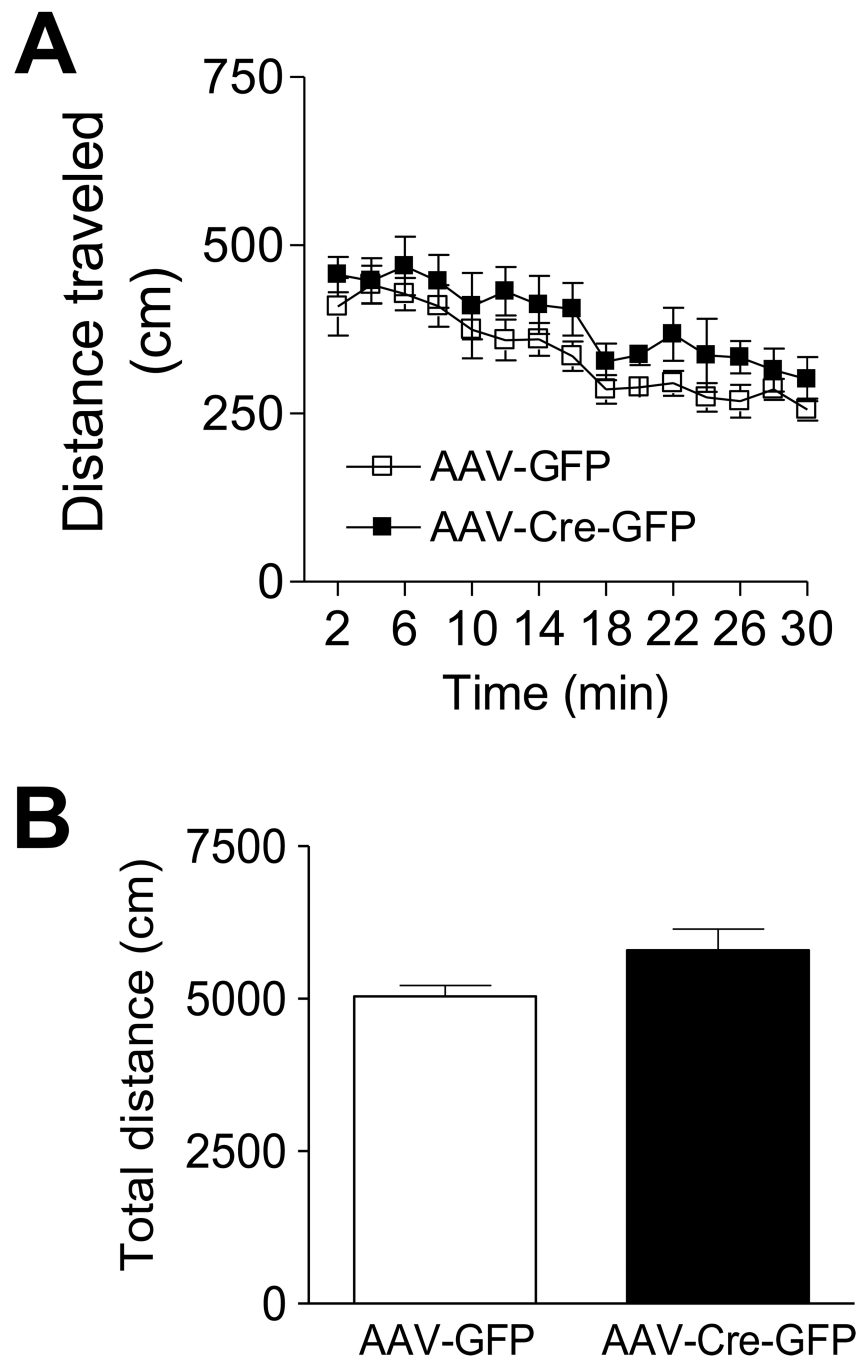 A
750
500
250
0
Distance traveled
(cm)
AAV-GFP
AAV-Cre-GFP
2 6 10 14 18 22 26 30
Time (min)
B
7500
5000
2500
0
Total distance (cm)
AAV-GFP AAV-Cre-GFP